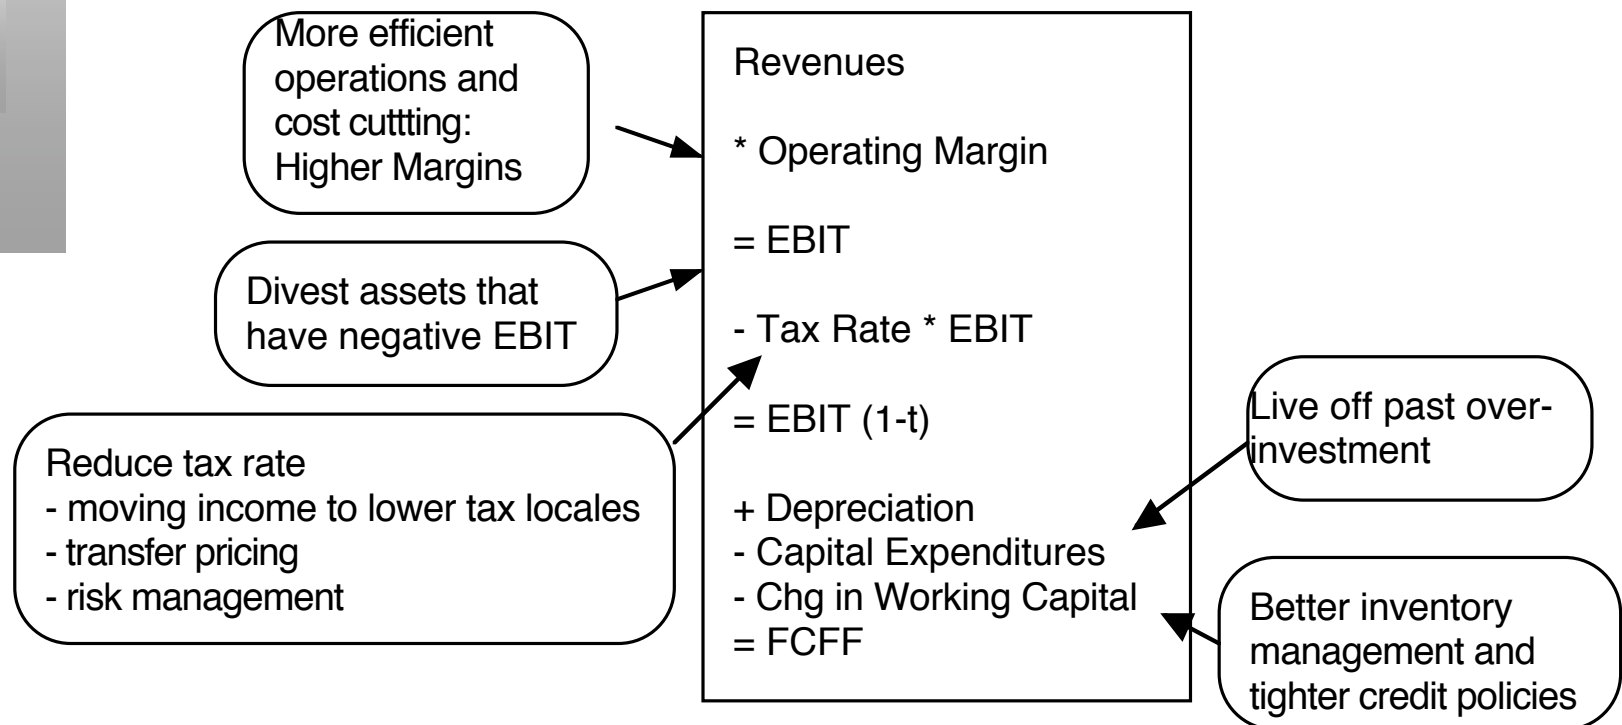 More efficient
operations and
cost cuttting:
Higher Margins
Divest assets that
have negative EBIT
Reduce tax rate
- moving income to lower tax locales
- transfer pricing
- risk management
Revenues
* Operating Margin
= EBIT
- Tax Rate * EBIT
= EBIT (1-t)
+ Depreciation
- Capital Expenditures
- Chg in Working Capital
= FCFF
Live off past over-
investment
Better inventory
management and
tighter credit policies